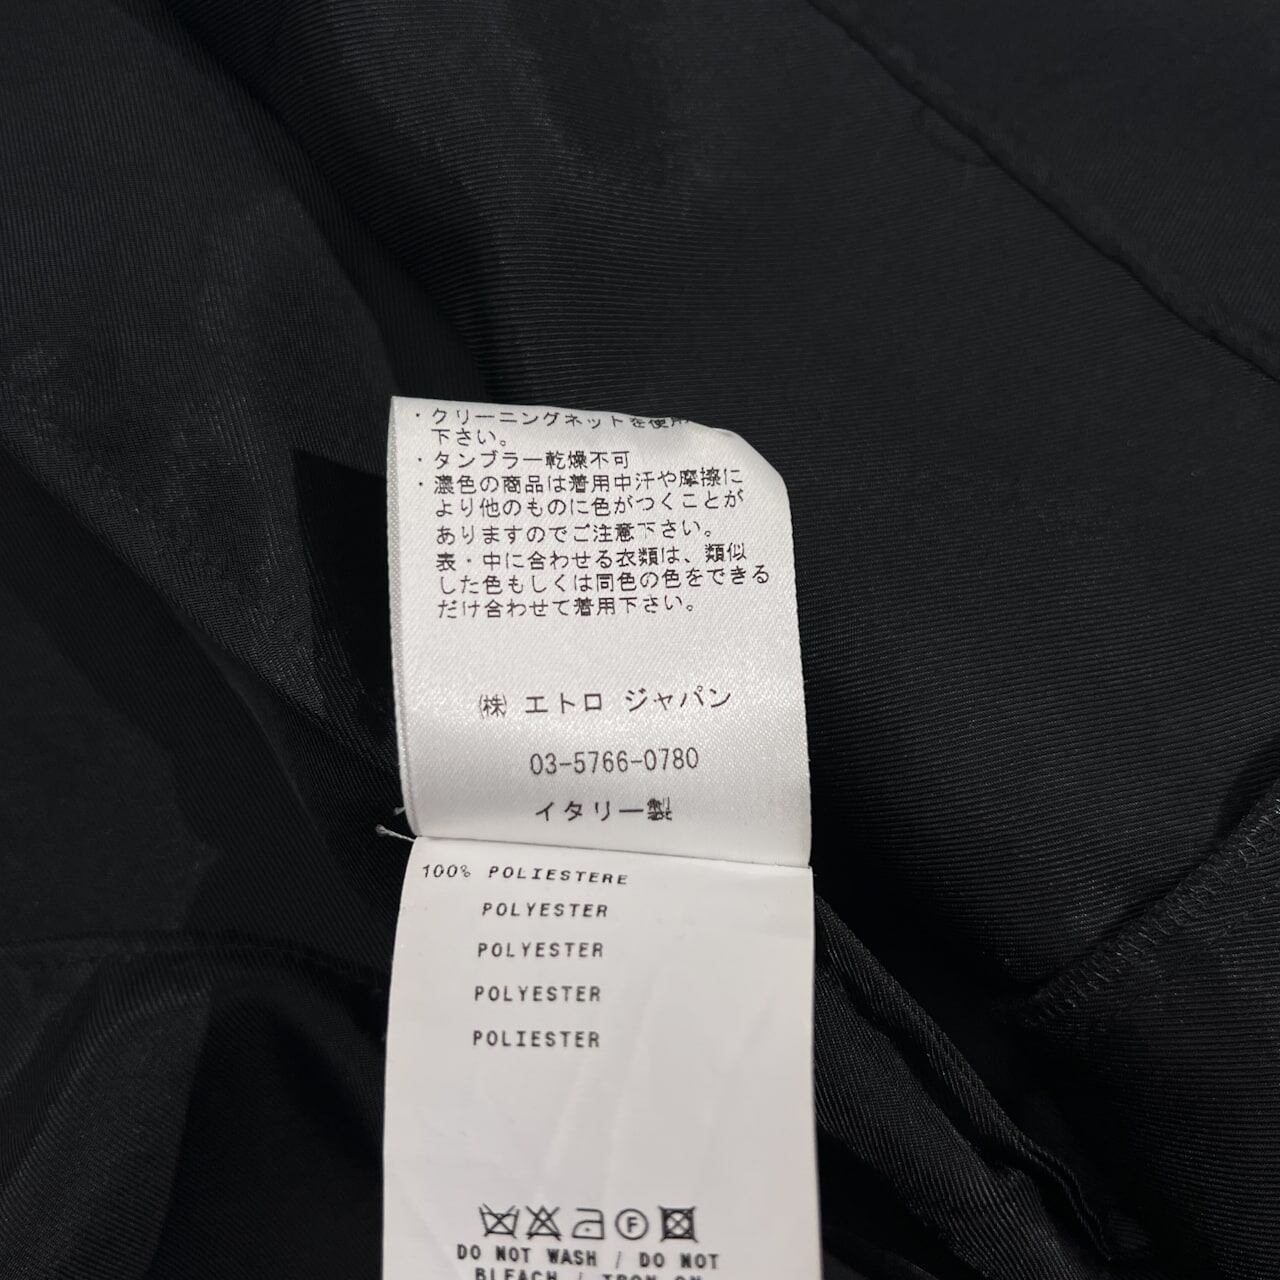 ・クリーニングネットを使用
下さい。
・タンブラー乾燥不可
・濃色の商品は着用中汗や摩擦に
より他のものに色がつくことが
ありますのでご注意下さい。
表・中に合わせる衣類は、類似
した色もしくは同色の色をできる
だけ合わせて着用下さい。
㈱ エトロ ジャパン
03-5766-0780
イタリー製
100% POLIESTERE
POLYESTER
POLYESTER
POLYESTER
POLIESTER
F
DO NOT WASH / DO NOT
BLEACH / IRON ON